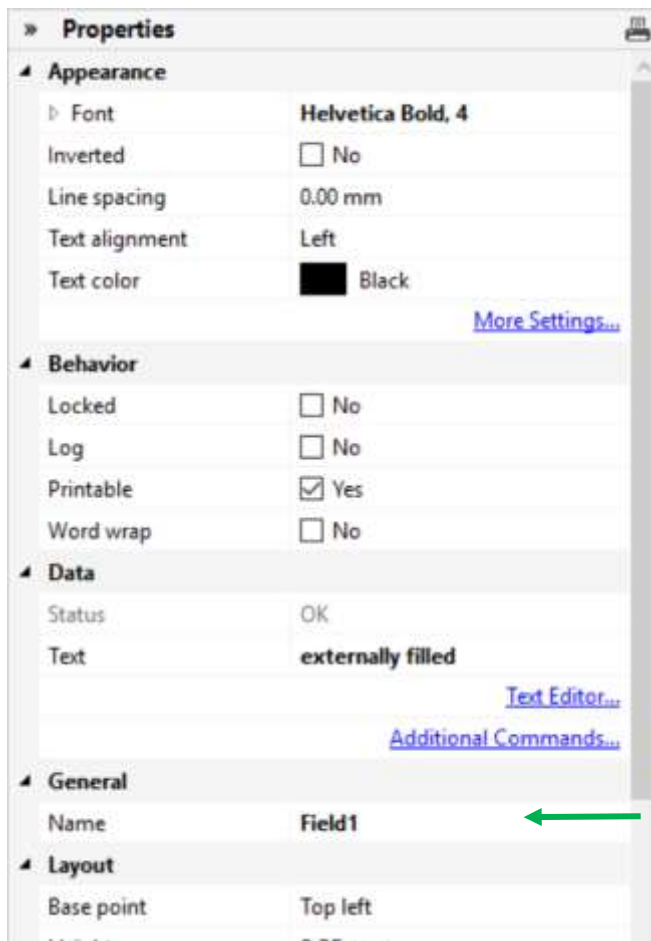 Properties
Appearance
Font Helvetica Bold, 4
Inverted No
Line spacing 0.00 mm
Text alignment Left
Text color Black
More Settings...
Behavior
Locked No
Log No
Printable Yes
Word wrap No
Data
Status OK
Text externally filled
Text Editor...
Additional Commands...
General
Name Field1
Layout
Base point Top left